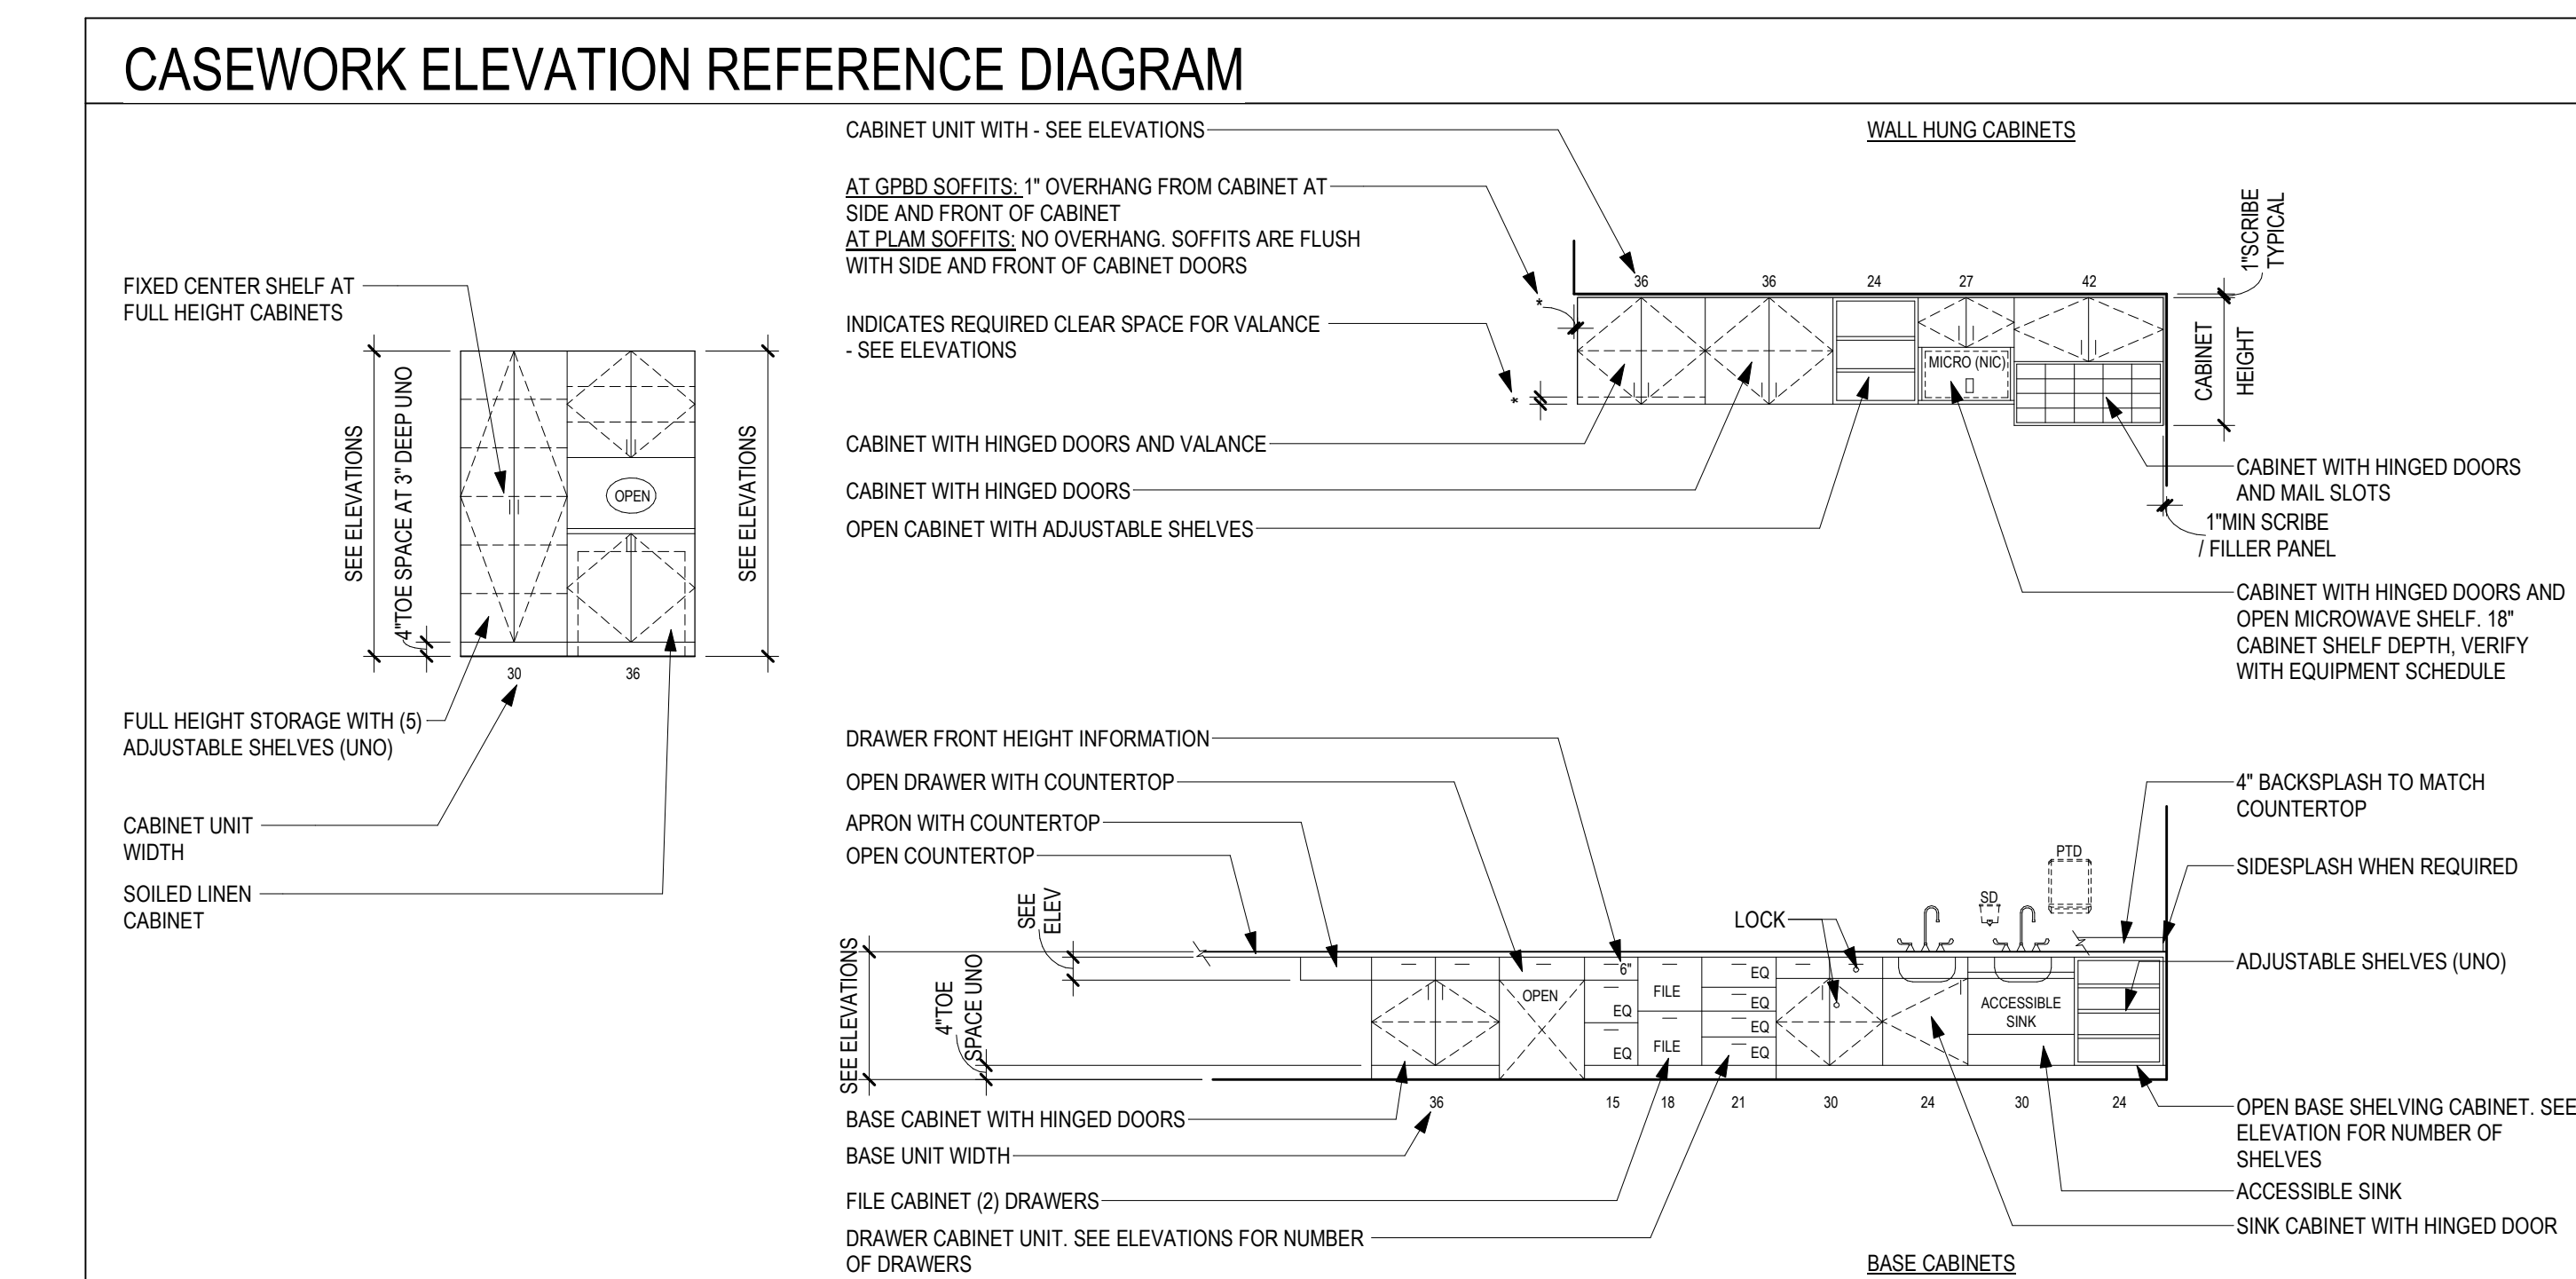 CASEWORK ELEVATION REFERENCE DIAGRAM
FIXED CENTER SHELF AT
FULL HEIGHT CABINETS
SEE ELEVATIONS
4"TOE SPACE AT 3" DEEP UNO
OPEN
SEE ELEVATIONS
30
36
FULL HEIGHT STORAGE WITH (5)
ADJUSTABLE SHELVES (UNO)
CABINET UNIT
WIDTH
SOILED LINEN
CABINET
CABINET UNIT WITH - SEE ELEVATIONS
AT GPBD SOFFITS: 1" OVERHANG FROM CABINET AT
SIDE AND FRONT OF CABINET
AT PLAM SOFFITS: NO OVERHANG. SOFFITS ARE FLUSH
WITH SIDE AND FRONT OF CABINET DOORS
INDICATES REQUIRED CLEAR SPACE FOR VALANCE
- SEE ELEVATIONS
CABINET WITH HINGED DOORS AND VALANCE
CABINET WITH HINGED DOORS
OPEN CABINET WITH ADJUSTABLE SHELVES
WALL HUNG CABINETS
*
*
36
36
24
27
42
MICRO (NIC)
1"SCRIBE
TYPICAL
CABINET
HEIGHT
CABINET WITH HINGED DOORS
AND MAIL SLOTS
1"MIN SCRIBE
/ FILLER PANEL
CABINET WITH HINGED DOORS AND
OPEN MICROWAVE SHELF. 18"
CABINET SHELF DEPTH, VERIFY
WITH EQUIPMENT SCHEDULE
DRAWER FRONT HEIGHT INFORMATION
OPEN DRAWER WITH COUNTERTOP
APRON WITH COUNTERTOP
OPEN COUNTERTOP
SEE
ELEV
SEE ELEVATIONS
4"TOE
SPACE UNO
LOCK
SD
PTD
OPEN
6"
EQ
EQ
FILE
FILE
EQ
EQ
EQ
EQ
ACCESSIBLE
SINK
36
15
18
21
30
24
30
24
BASE CABINET WITH HINGED DOORS
BASE UNIT WIDTH
FILE CABINET (2) DRAWERS
DRAWER CABINET UNIT. SEE ELEVATIONS FOR NUMBER
OF DRAWERS
4" BACKSPLASH TO MATCH
COUNTERTOP
SIDESPLASH WHEN REQUIRED
ADJUSTABLE SHELVES (UNO)
OPEN BASE SHELVING CABINET. SEE
ELEVATION FOR NUMBER OF
SHELVES
ACCESSIBLE SINK
SINK CABINET WITH HINGED DOOR
BASE CABINETS